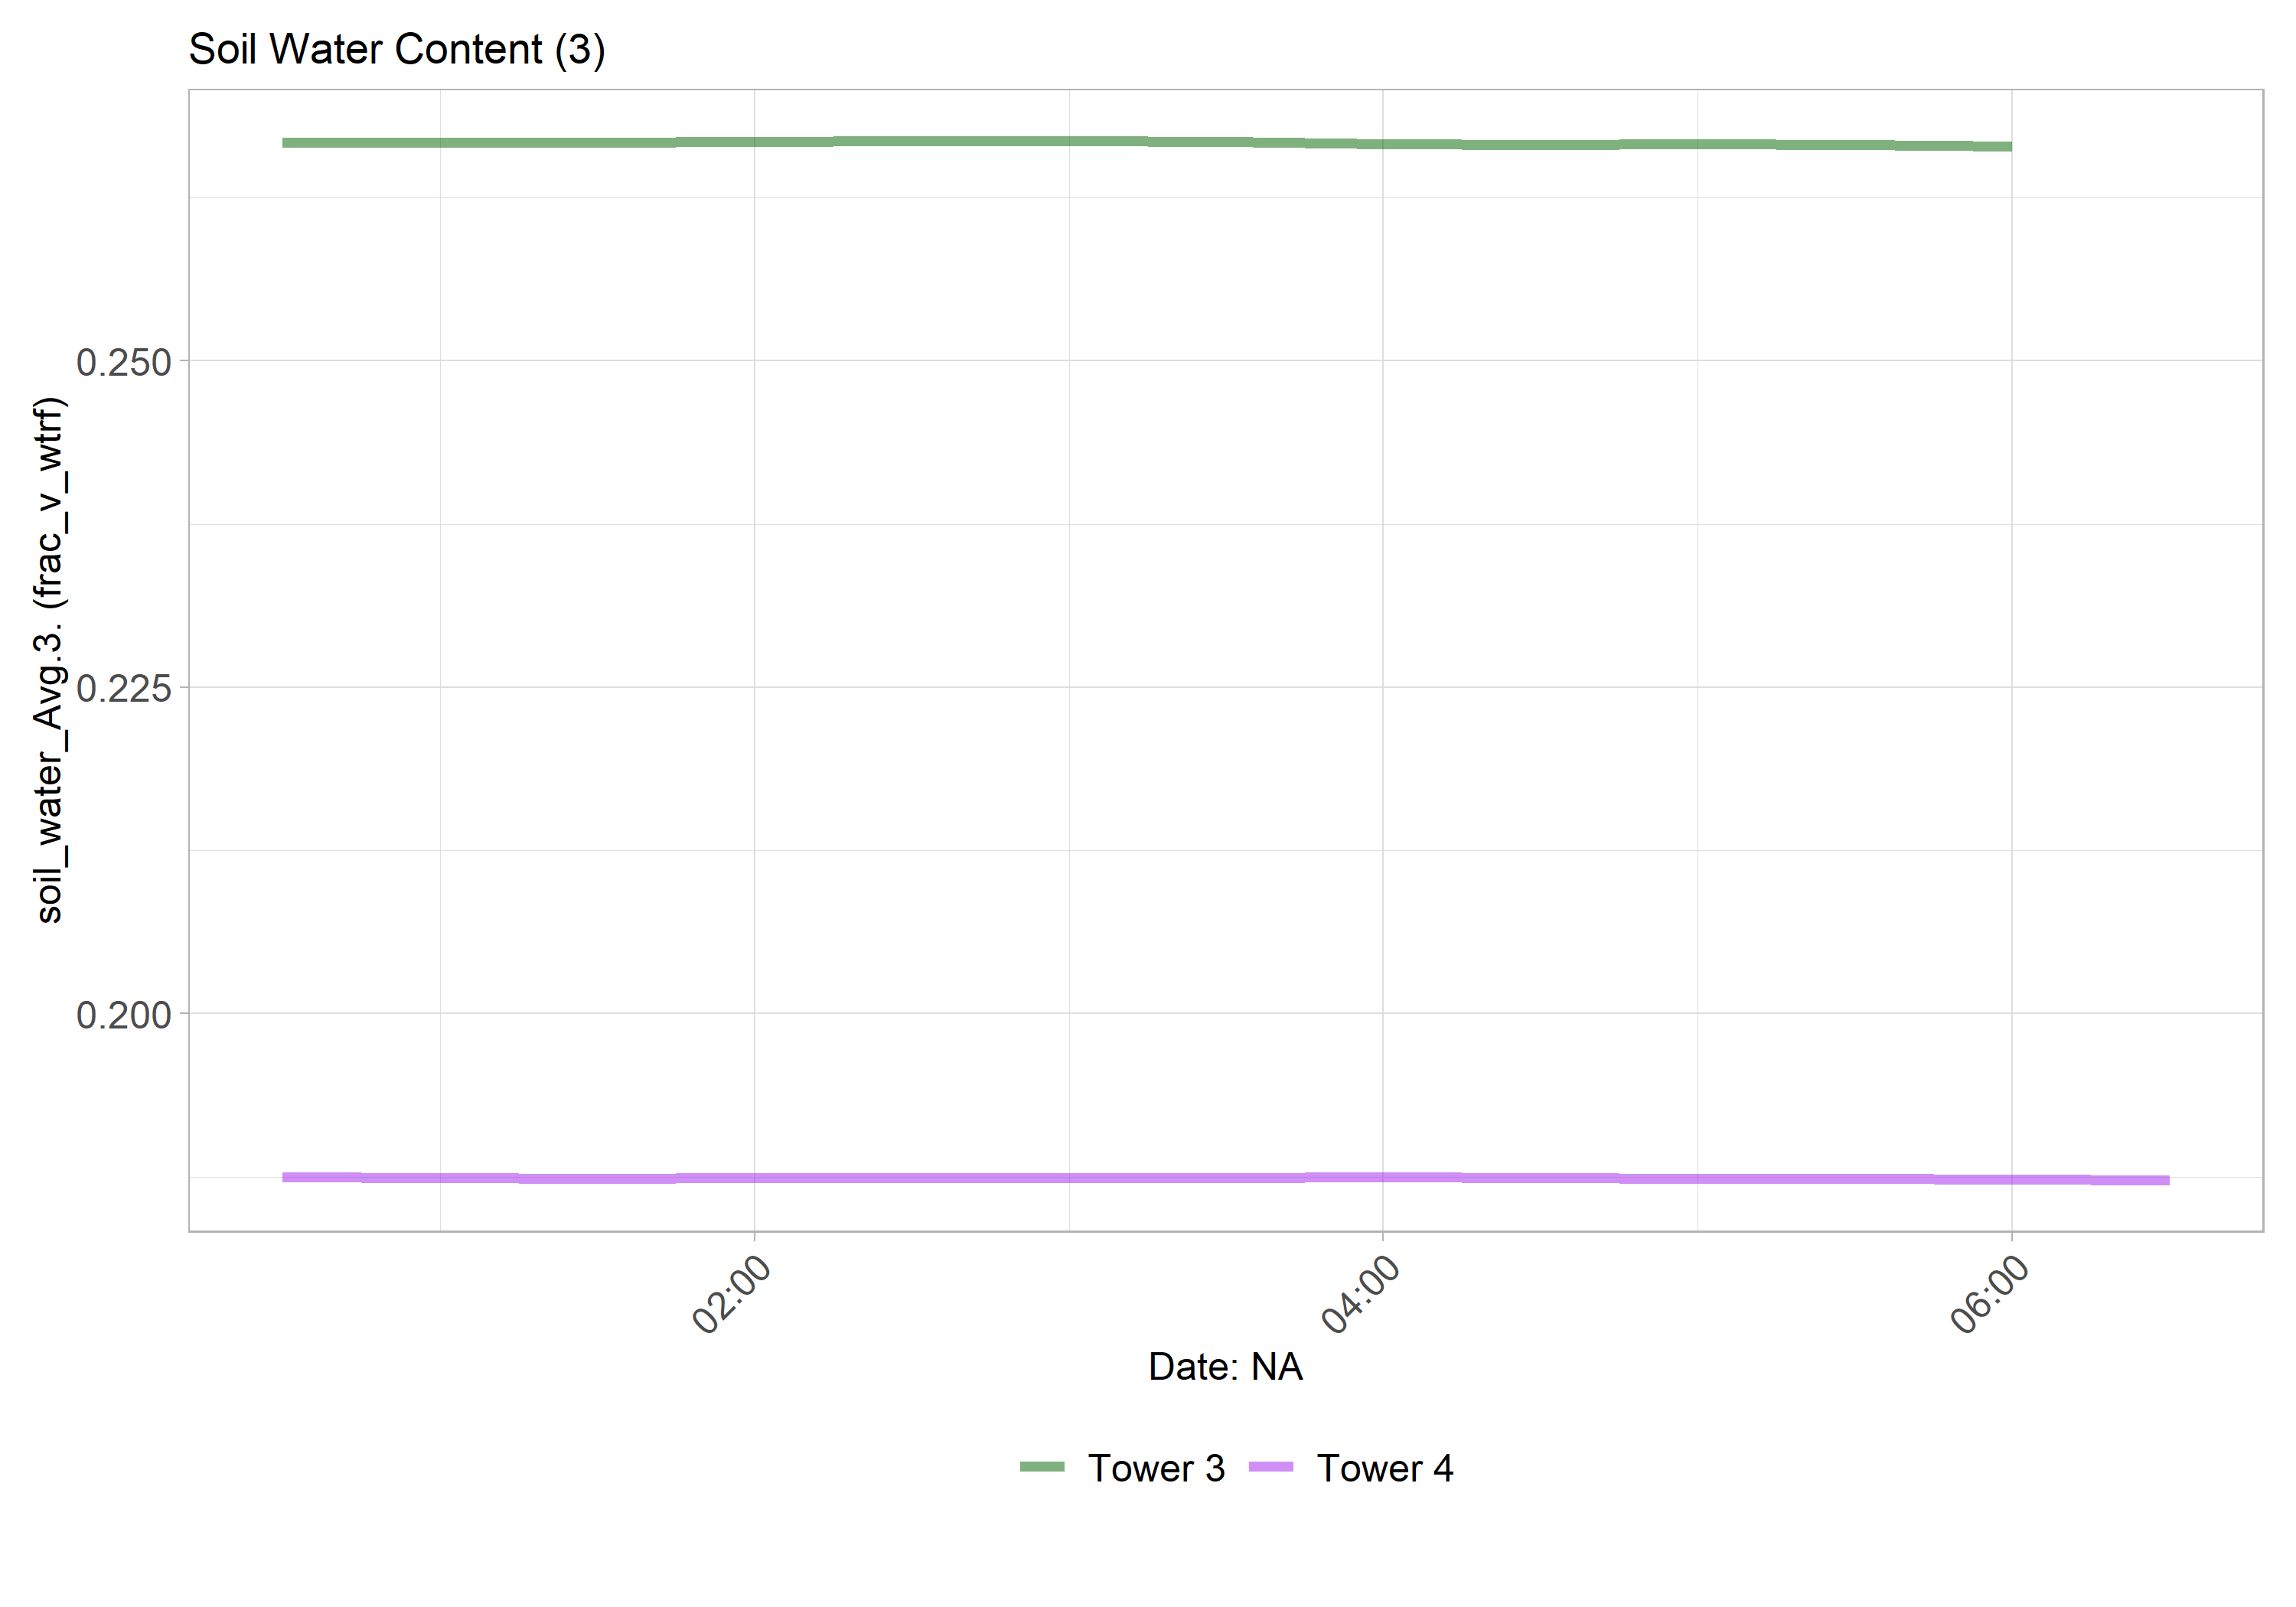 Soil Water Content (3)
soil_water_Avg.3. (frac_v_wtrf)
0.250
0.225
0.200
02:00
04:00
06:00
Date: NA
Tower 3
Tower 4